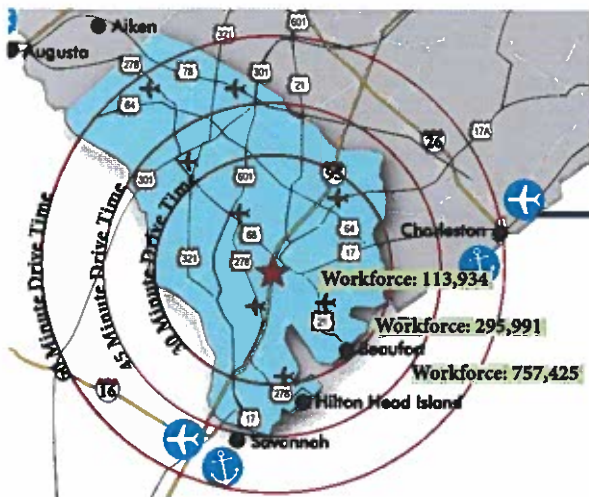 Aiken
Augusta
321
601
278
78
301
21
64
17A
26
301
601
95
64
Charleston
68
17
321
278
Workforce: 113,934
21
Workforce: 295,991
Beaufort
Workforce: 757,425
278
Hilton Head Island
16
17
Savannah
Minute Drive Time
45 Minute Drive Time
30 Minute Drive Time